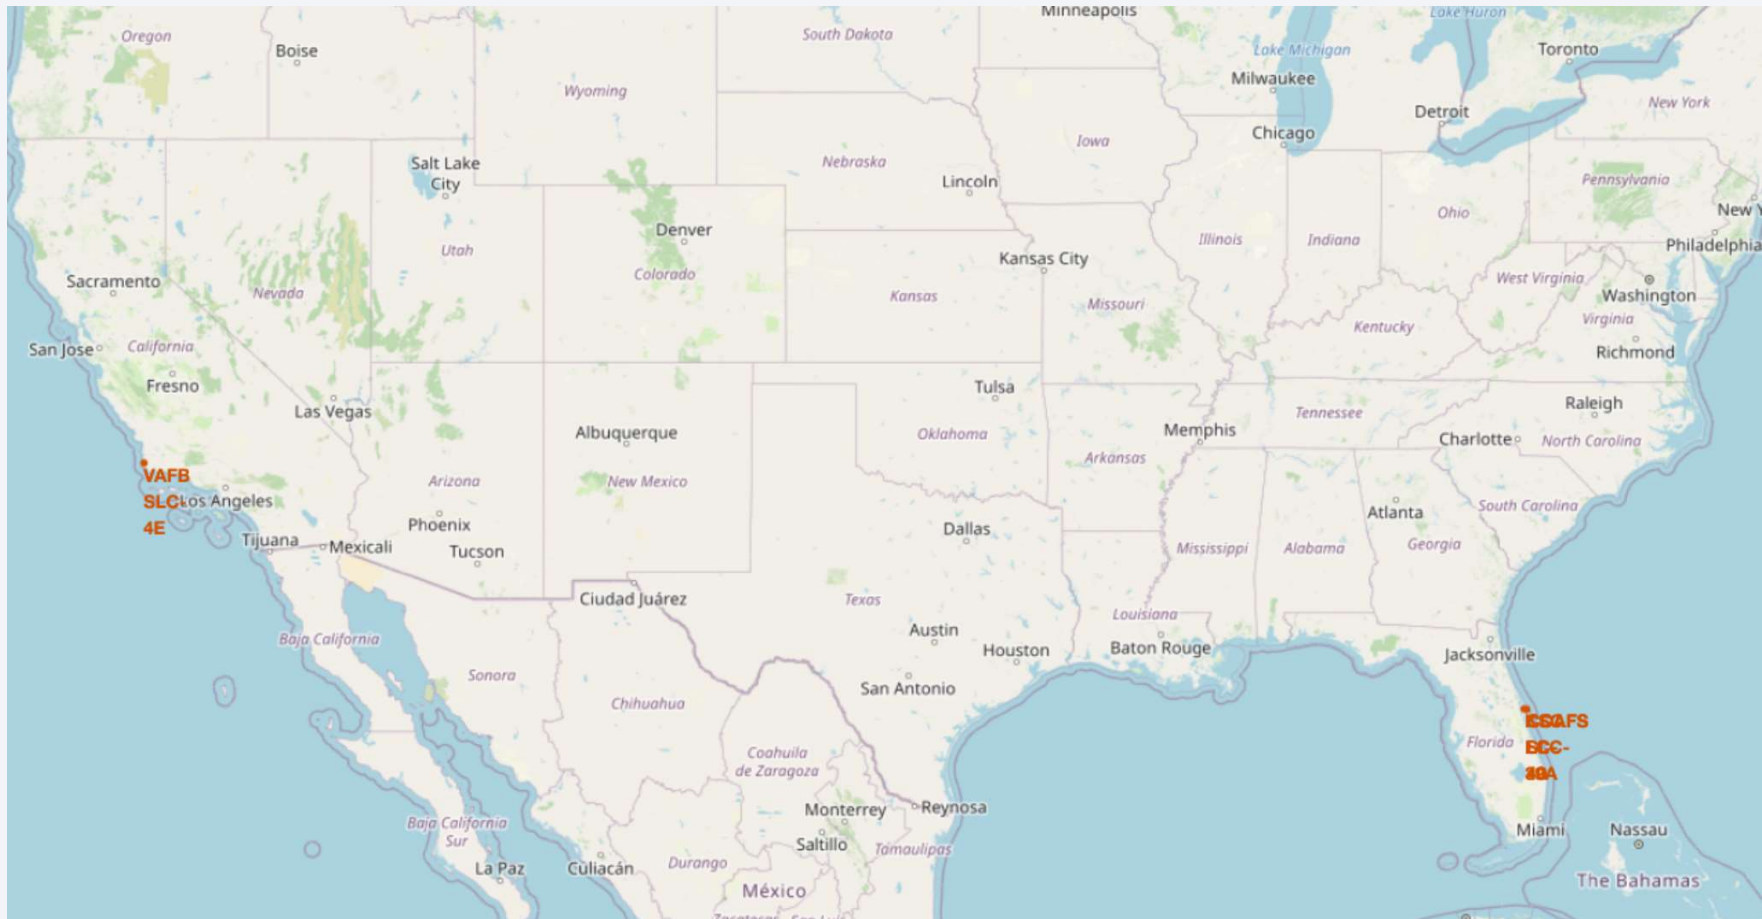 Minneapolis
Lake Huron
Oregon
South Dakota
Boise
Lake Michigan
Toronto
Milwaukee
Wyoming
New York
Detroit
Chicago
Iowa
Nebraska
Salt Lake
City
Lincoln
Pennsylvania
New Y
Ohio
Denver
Illinois
Indiana
Philadelphia
Utah
Kansas City
Colorado
Sacramento
West Virginia
Nevada
Kansas
Missouri
Washington
Virginia
Kentucky
San Jose
California
Richmond
Fresno
Tulsa
Las Vegas
Raleigh
Tennessee
Albuquerque
Memphis
Oklahoma
Charlotte
North Carolina
Arkansas
VAFB
SLC-
4E
Los Angeles
Arizona
New Mexico
South Carolina
Atlanta
Phoenix
Dallas
Tijuana
Mexicali
Tucson
Mississippi
Alabama
Georgia
Ciudad Juárez
Texas
Louisiana
Austin
Baja California
Houston
Baton Rouge
Jacksonville
Sonora
San Antonio
Chihuahua
Florida
Coahuila
de Zaragoza
Monterrey
Reynosa
Baja California
Sur
Saltillo
Tamaulipas
Miami
Nassau
La Paz
Culiacán
Durango
México
The Bahamas